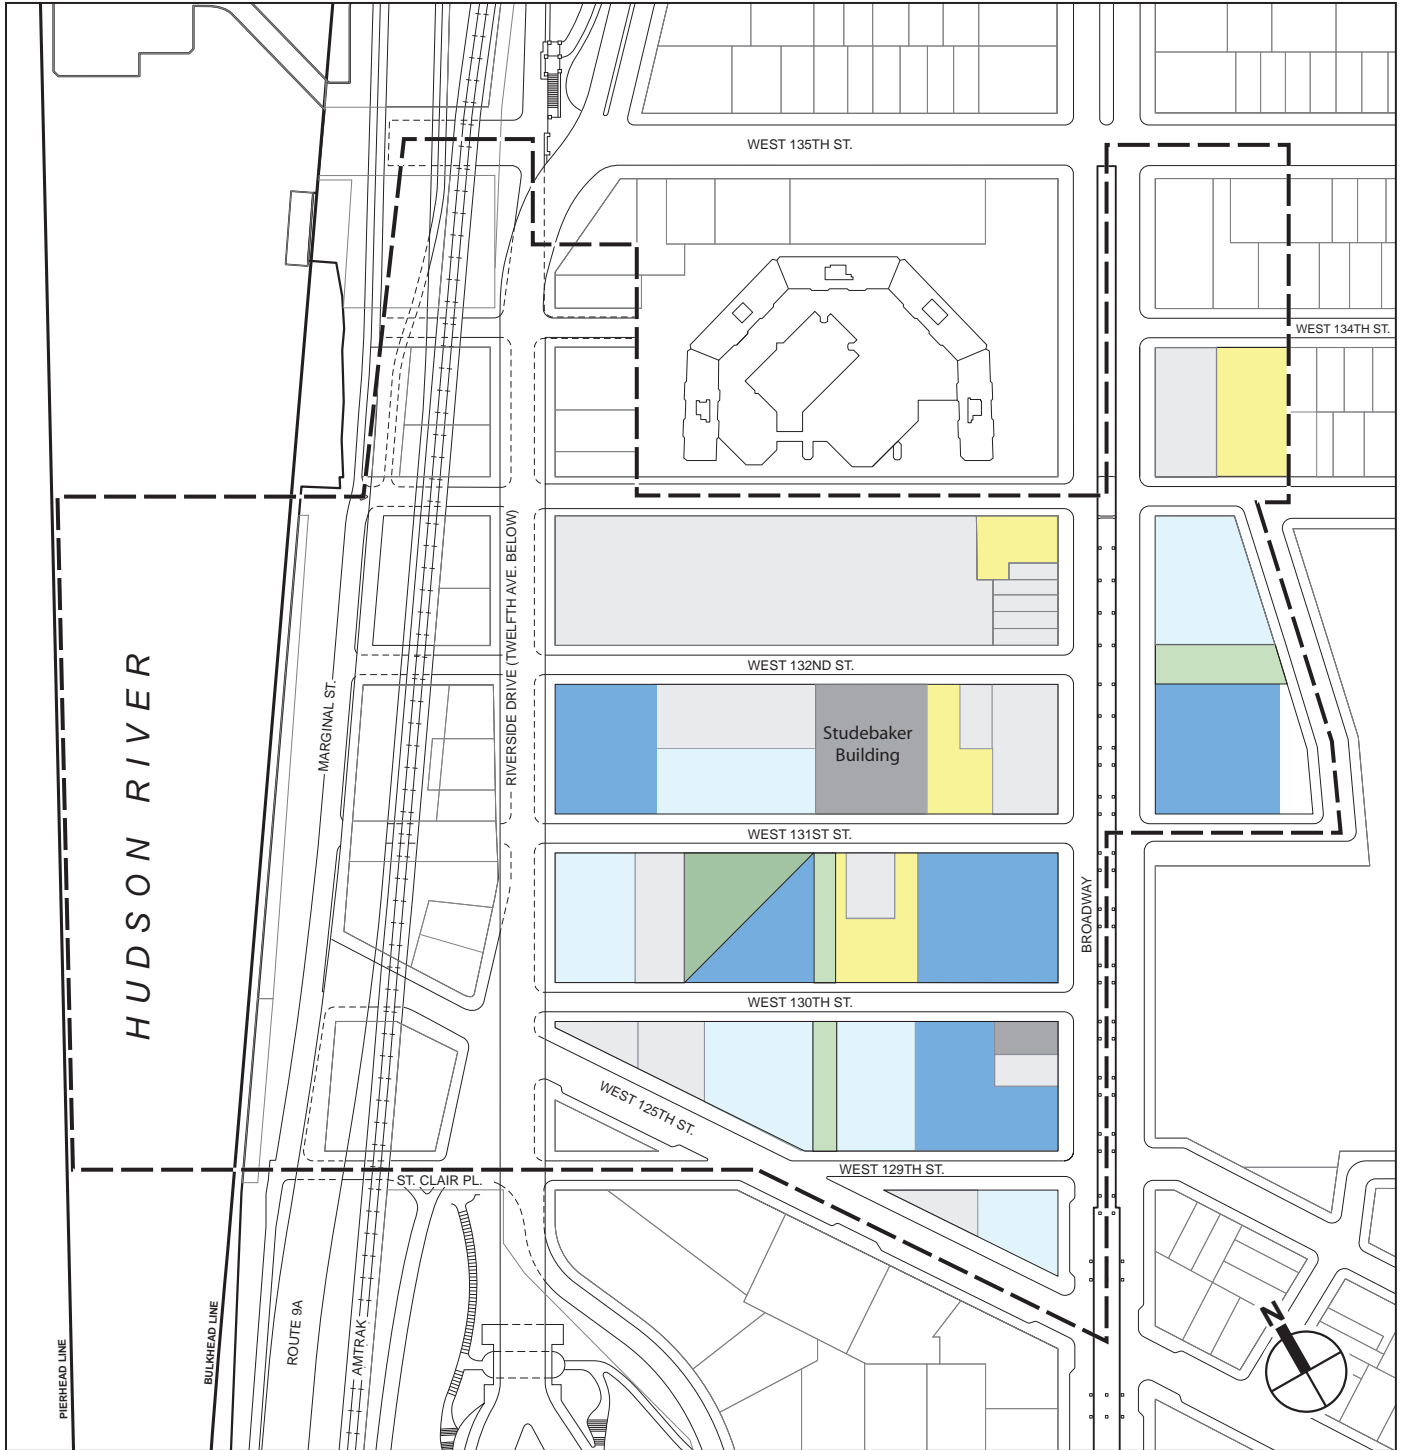 WEST 135TH ST.
WEST 134TH ST.
RIVERSIDE DRIVE (TWELFTH AVE. BELOW)
HUDSON RIVER
MARGINAL ST.
WEST 132ND ST.
Studebaker
Building
WEST 131ST ST.
BROADWAY
WEST 130TH ST.
WEST 125TH ST.
WEST 129TH ST.
ST. CLAIR PL.
PIERHEAD LINE
BULKHEAD LINE
ROUTE 9A
AMTRAK
N